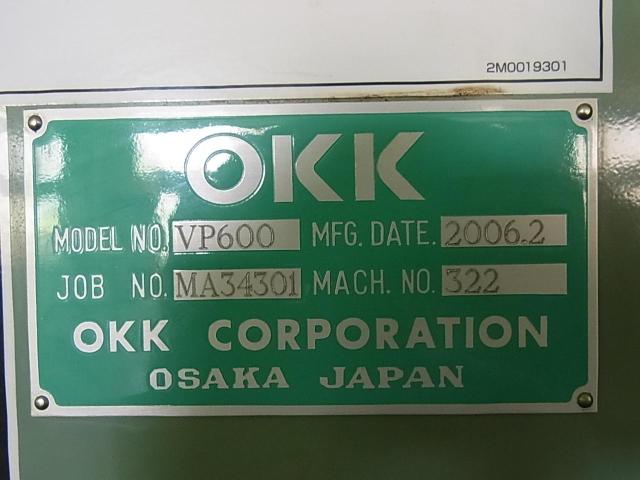 2M0019301
OKK
MODEL NO. VP600 MFG. DATE. 2006.2
JOB NO. MA34301 MACH. NO. 322
OKK CORPORATION
OSAKA JAPAN